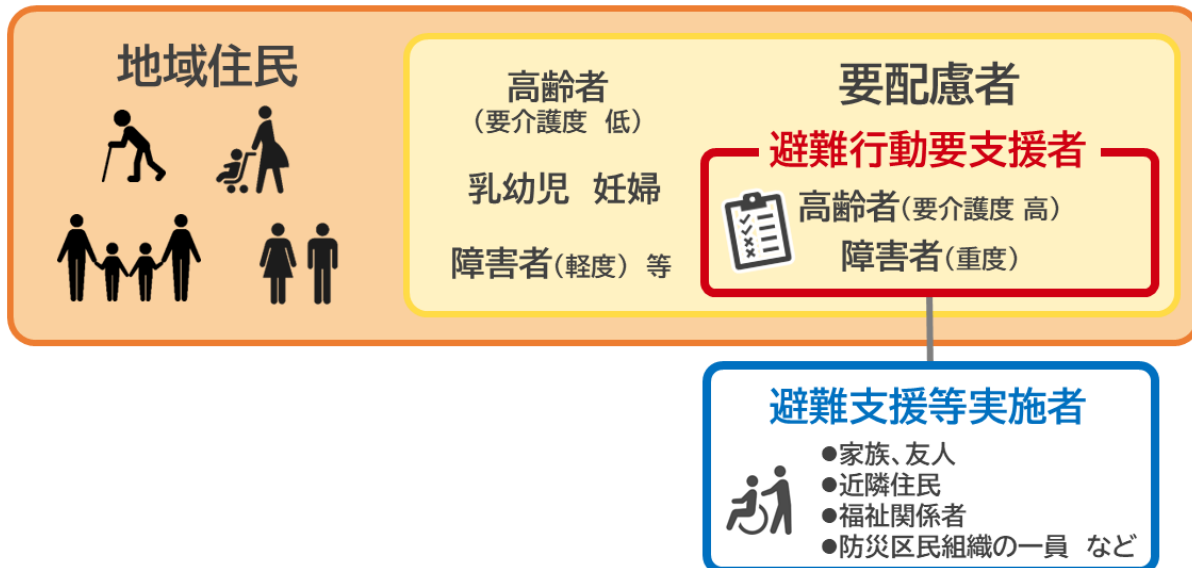 地域住民
高齢者
(要介護度 低)
乳幼児 妊婦
障害者(軽度) 等
要配慮者
避難行動要支援者
高齢者(要介護度 高)
障害者(重度)
避難支援等実施者
●家族、友人
●近隣住民
●福祉関係者
●防災区民組織の一員 など